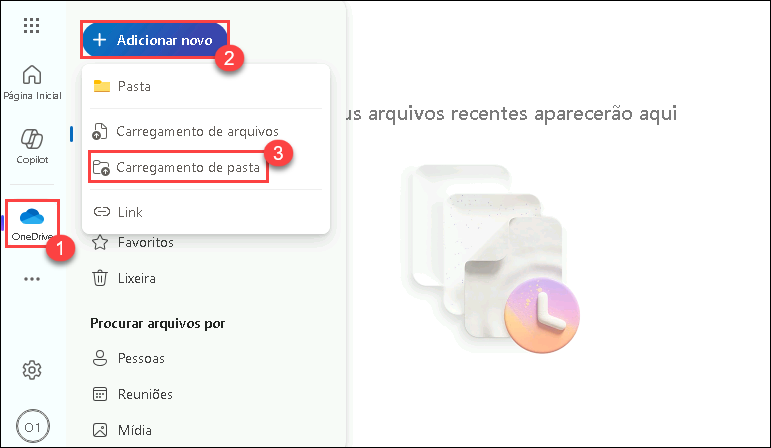 Adicionar novo
2
Pasta
Página Inicial
us arquivos recentes aparecerão aqui
Carregamento de arquivos
Copilot
3
Carregamento de pasta
Link
OneDrive
1
Favoritos
Lixeira
Procurar arquivos por
Pessoas
Reuniões
O1
Mídia